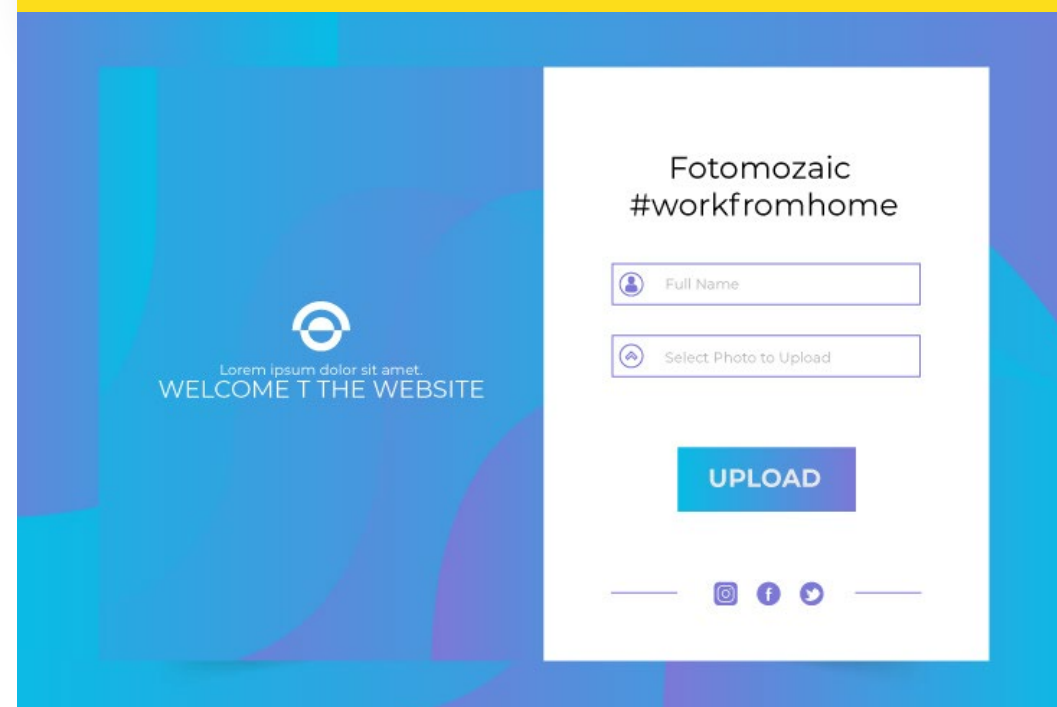 Lorem ipsum dolor sit amet.
WELCOME T THE WEBSITE
Fotomozaic
#workfromhome
Full Name
Select Photo to Upload
UPLOAD